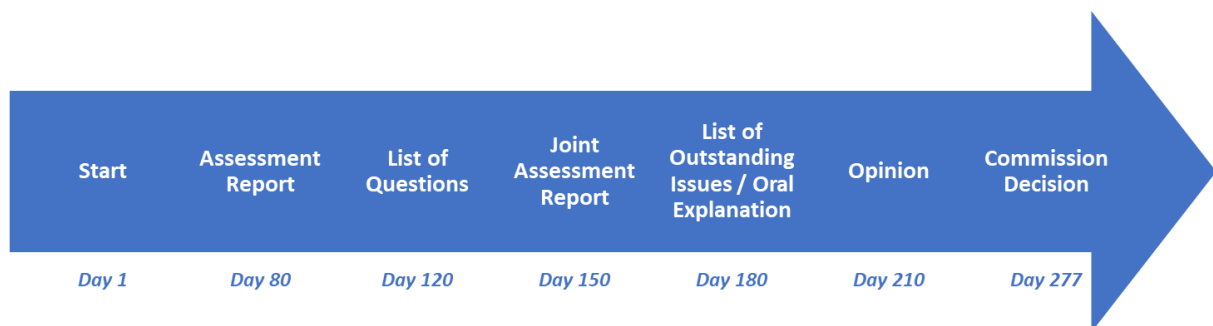 Start
Assessment
Report
List of
Questions
Joint
Assessment
Report
List of
Outstanding
Issues / Oral
Explanation
Opinion
Commission
Decision
Day 1
Day 80
Day 120
Day 150
Day 180
Day 210
Day 277